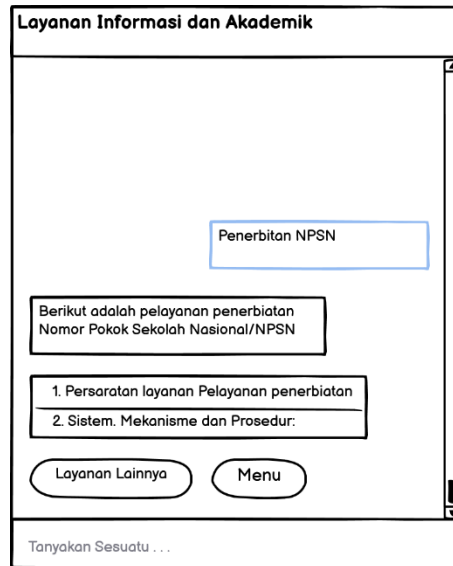 Layanan Informasi dan Akademik
Penerbitan NPSN
Berikut adalah pelayanan penerbiatan
Nomor Pokok Sekolah Nasional/NPSN
1. Persaratan layanan Pelayanan penerbiatan
2. Sistem. Mekanisme dan Prosedur:
Layanan Lainnya
Menu
Tanyakan Sesuatu . . .